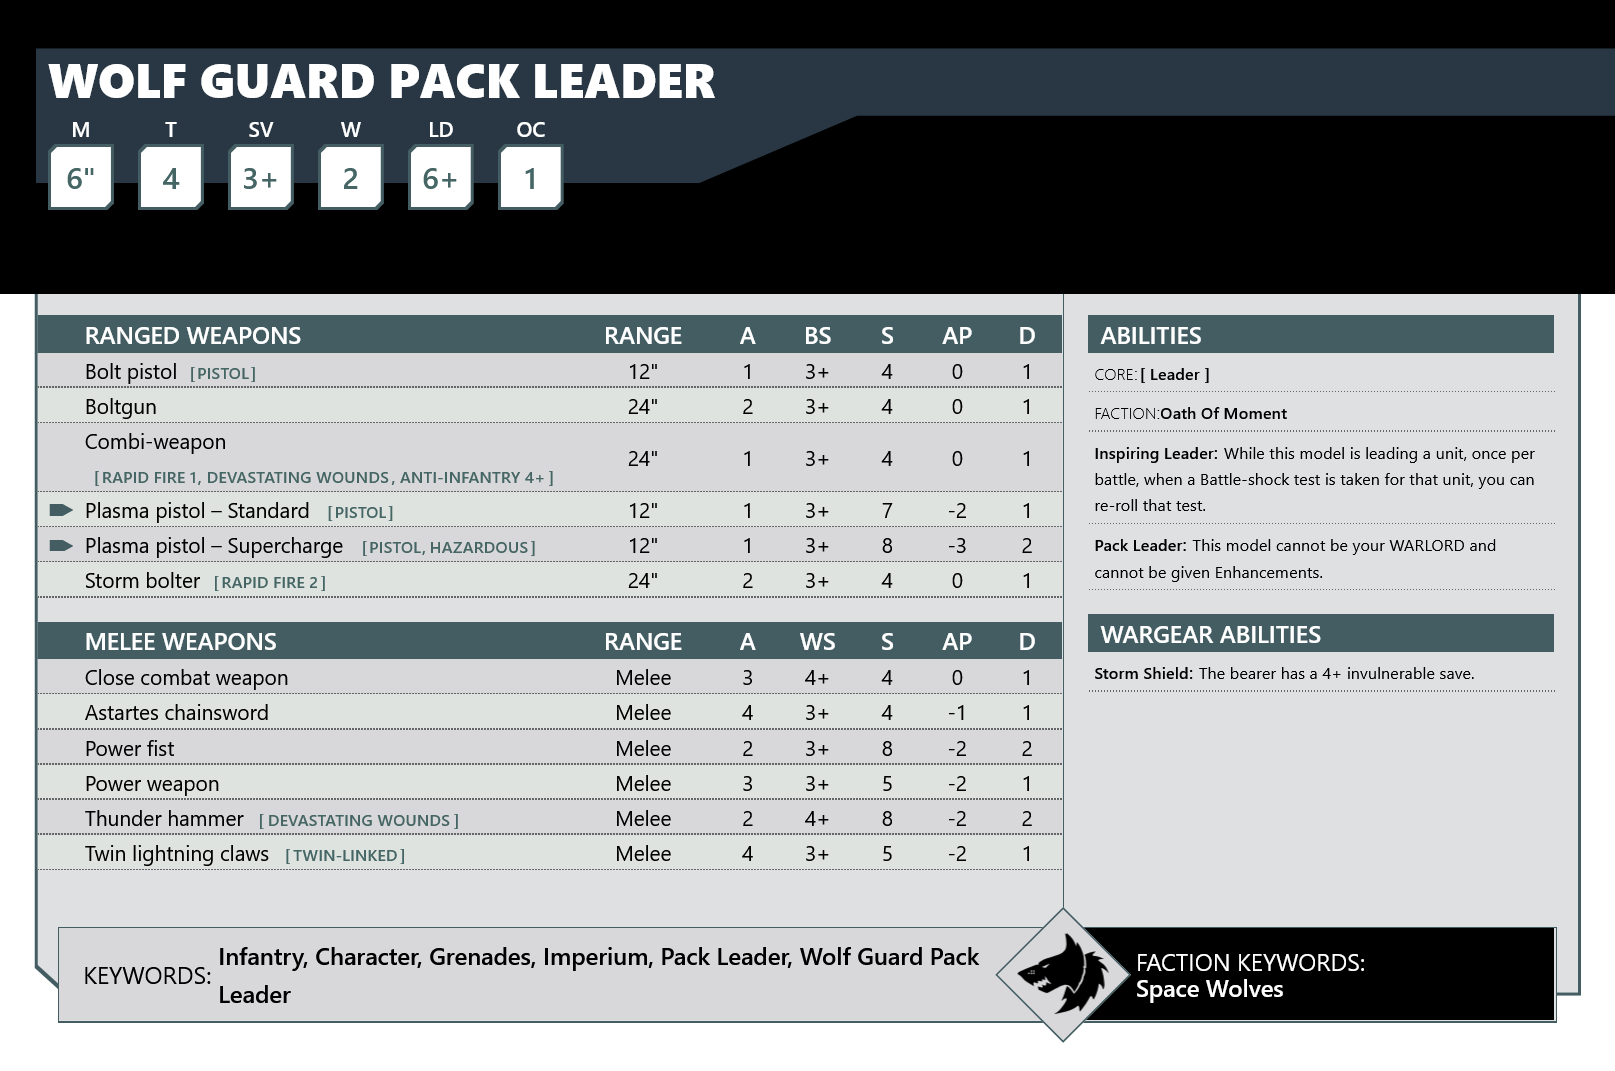 WOLF GUARD PACK LEADER
M T SV W LD OC
6" 4 3+ 2 6+ 1
RANGED WEAPONS RANGE A BS S AP D
Bolt pistol [PISTOL] 12" 1 3+ 4 0 1
Boltgun 24" 2 3+ 4 0 1
Combi-weapon
[RAPID FIRE 1, DEVASTATING WOUNDS, ANTI-INFANTRY 4+] 24" 1 3+ 4 0 1
Plasma pistol – Standard [PISTOL] 12" 1 3+ 7 -2 1
Plasma pistol – Supercharge [PISTOL, HAZARDOUS] 12" 1 3+ 8 -3 2
Storm bolter [RAPID FIRE 2] 24" 2 3+ 4 0 1
MELEE WEAPONS RANGE A WS S AP D
Close combat weapon Melee 3 4+ 4 0 1
Astartes chainsword Melee 4 3+ 4 -1 1
Power fist Melee 2 3+ 8 -2 2
Power weapon Melee 3 3+ 5 -2 1
Thunder hammer [DEVASTATING WOUNDS] Melee 2 4+ 8 -2 2
Twin lightning claws [TWIN-LINKED] Melee 4 3+ 5 -2 1
ABILITIES
CORE:[ Leader ]
FACTION:Oath Of Moment
Inspiring Leader: While this model is leading a unit, once per
battle, when a Battle-shock test is taken for that unit, you can
re-roll that test.
Pack Leader: This model cannot be your WARLORD and
cannot be given Enhancements.
WARGEAR ABILITIES
Storm Shield: The bearer has a 4+ invulnerable save.
KEYWORDS: Infantry, Character, Grenades, Imperium, Pack Leader, Wolf Guard Pack
Leader
FACTION KEYWORDS:
Space Wolves